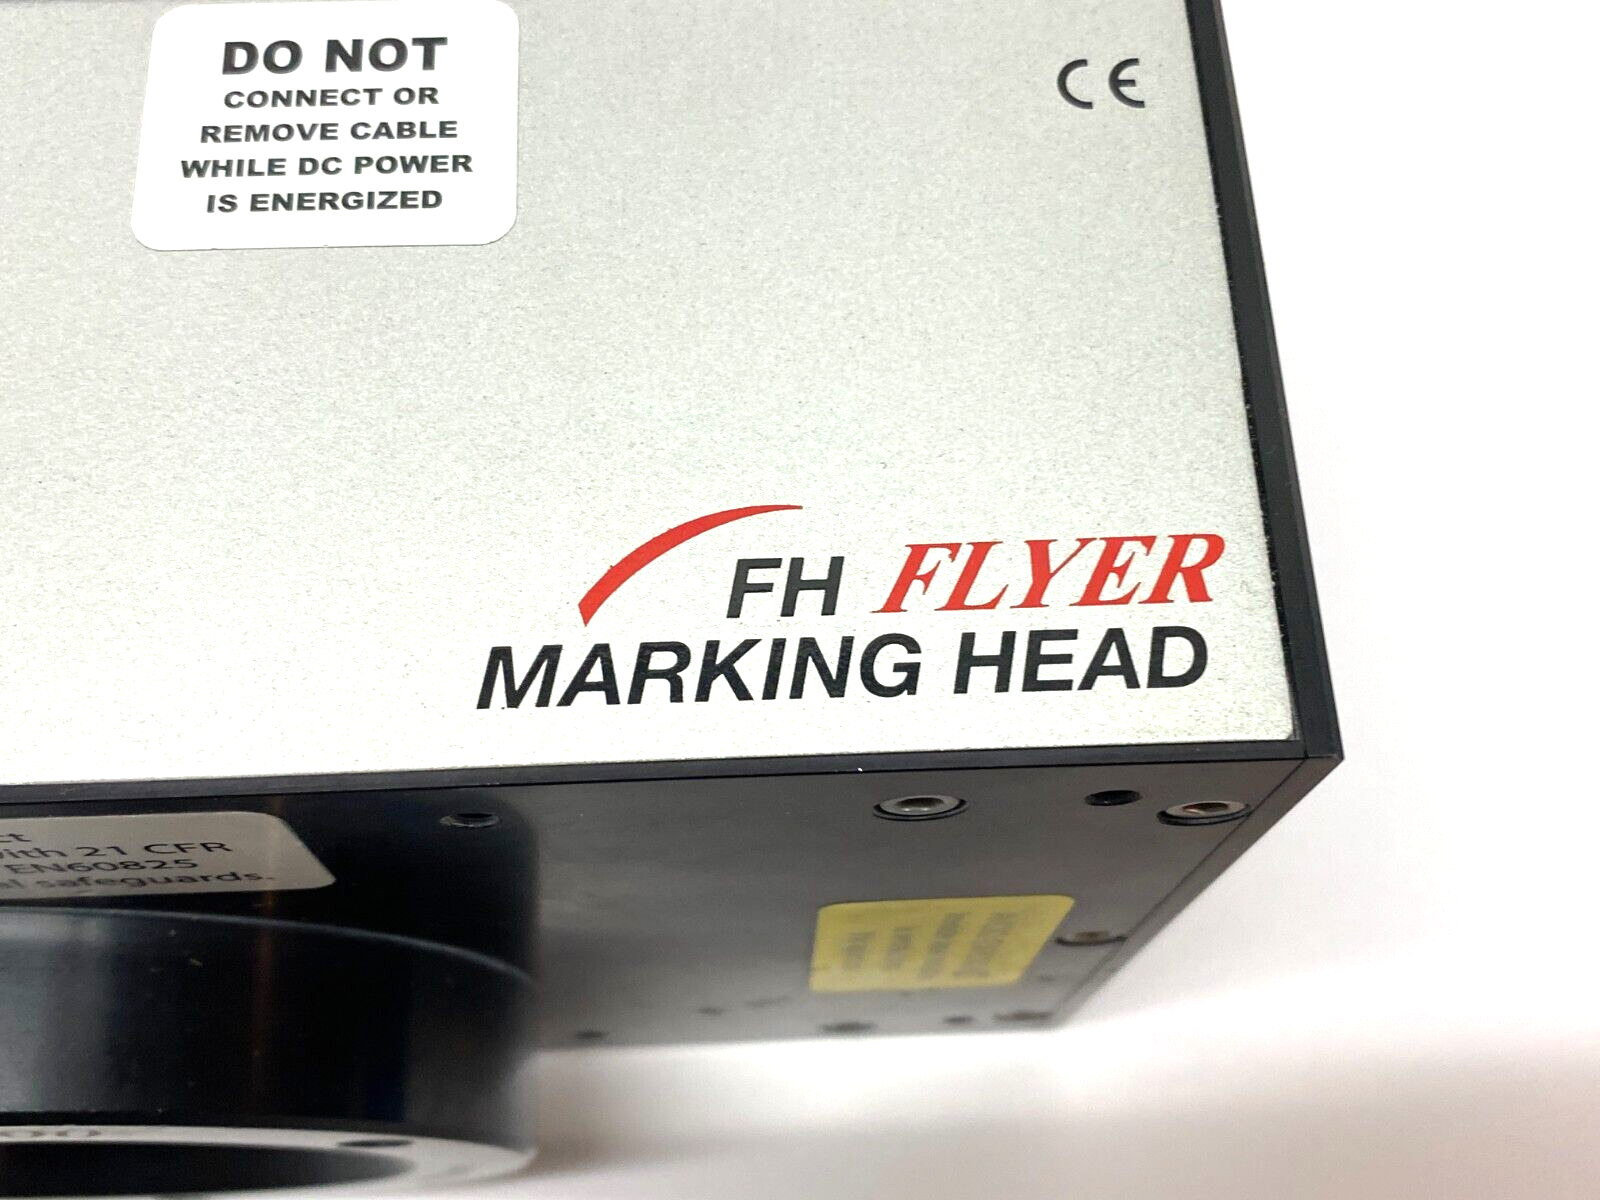 DO NOT
CONNECT OR
REMOVE CABLE
WHILE DC POWER
IS ENERGIZED
CE
FH FLYER
MARKING HEAD
with 21 CFR
EN60825
safeguards.